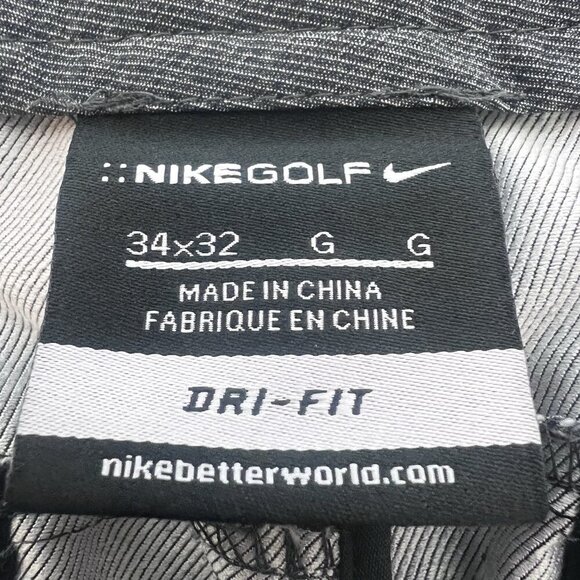 ::NIKEGOLF
34x32 G G
MADE IN CHINA
FABRIQUE EN CHINE
DRI-FIT
nikebetterworld.com